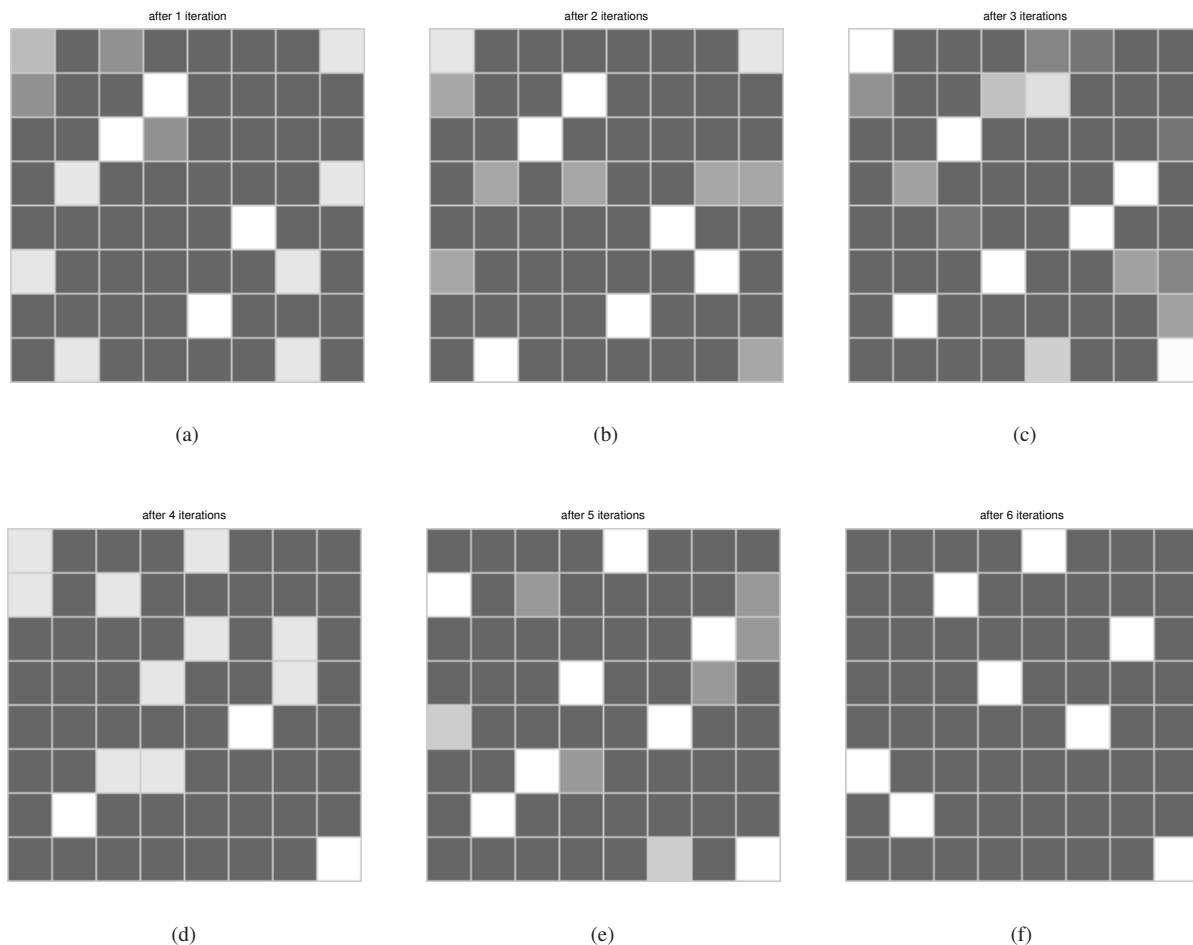 after 1 iteration
after 2 iterations
after 3 iterations
(a)
(b)
(c)
after 4 iterations
after 5 iterations
after 6 iterations
(d)
(e)
(f)